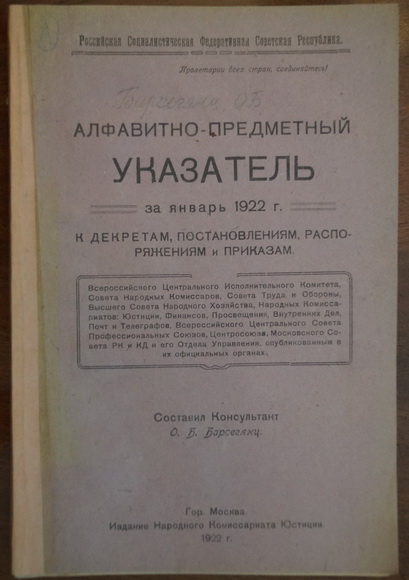 Российская Социалистическая Федеративная Советская Республика.
Пролетарии всех стран, соединяйтесь!
О Б
АЛФАВИТНО-ПРЕДМЕТНЫЙ
УКАЗАТЕЛЬ
за январь 1922 г.
К ДЕКРЕТАМ, ПОСТАНОВЛЕНИЯМ, РАСПО-
РЯЖЕНИЯМ и ПРИКАЗАМ.
Всероссийского Центрального Исполнительного Комитета,
Совета Народных Комиссаров, Совета Труда и Обороны,
Высшего Совета Народного Хозяйства, Народных Комисса-
риатов: Юстиции, Финансов, Просвещения, Внутренних Дел,
Почт и Телеграфов, Всероссийского Центрального Совета
Профессиональных Союзов, Центросоюза, Московского Со-
вета РК и КД и его Отдела Управления, опубликованным в
их официальных органах.
Составил Консультант
О. Б. Барсегянц.
Гор. Москва.
Издание Народного Комиссариата Юстиции
1922 г.